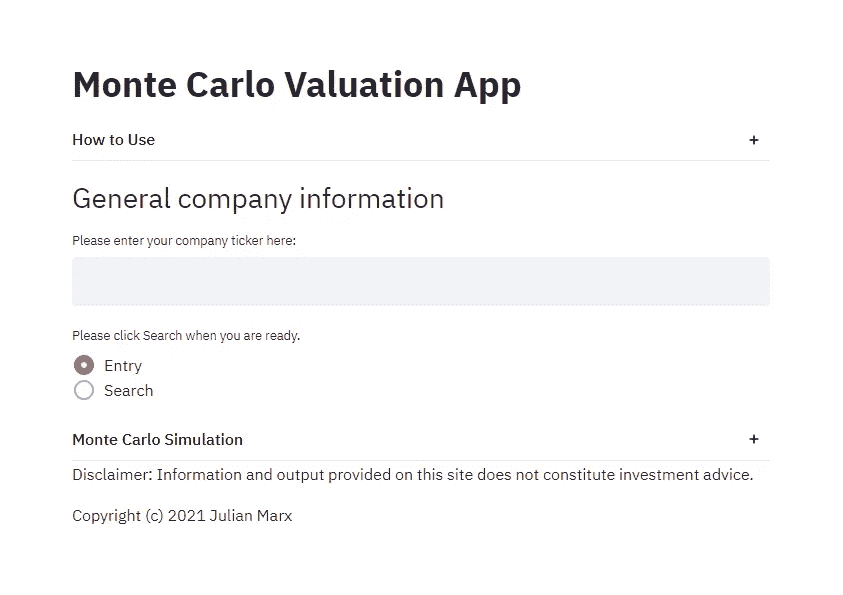 Monte Carlo Valuation App
How to Use +
General company information
Please enter your company ticker here:
Please click Search when you are ready.
Entry
Search
Monte Carlo Simulation +
Disclaimer: Information and output provided on this site does not constitute investment advice.
Copyright (c) 2021 Julian Marx